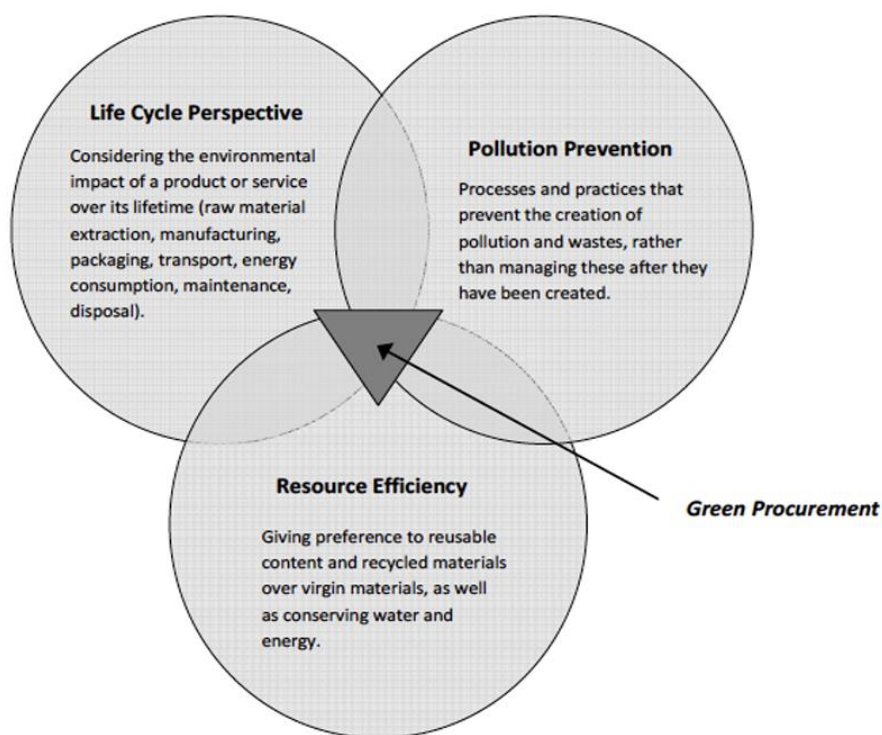 Life Cycle Perspective
Considering the environmental
impact of a product or service
over its lifetime (raw material
extraction, manufacturing,
packaging, transport, energy
consumption, maintenance,
disposal).
Pollution Prevention
Processes and practices that
prevent the creation of
pollution and wastes, rather
than managing these after they
have been created.
Resource Efficiency
Giving preference to reusable
content and recycled materials
over virgin materials, as well
as conserving water and
energy.
Green Procurement